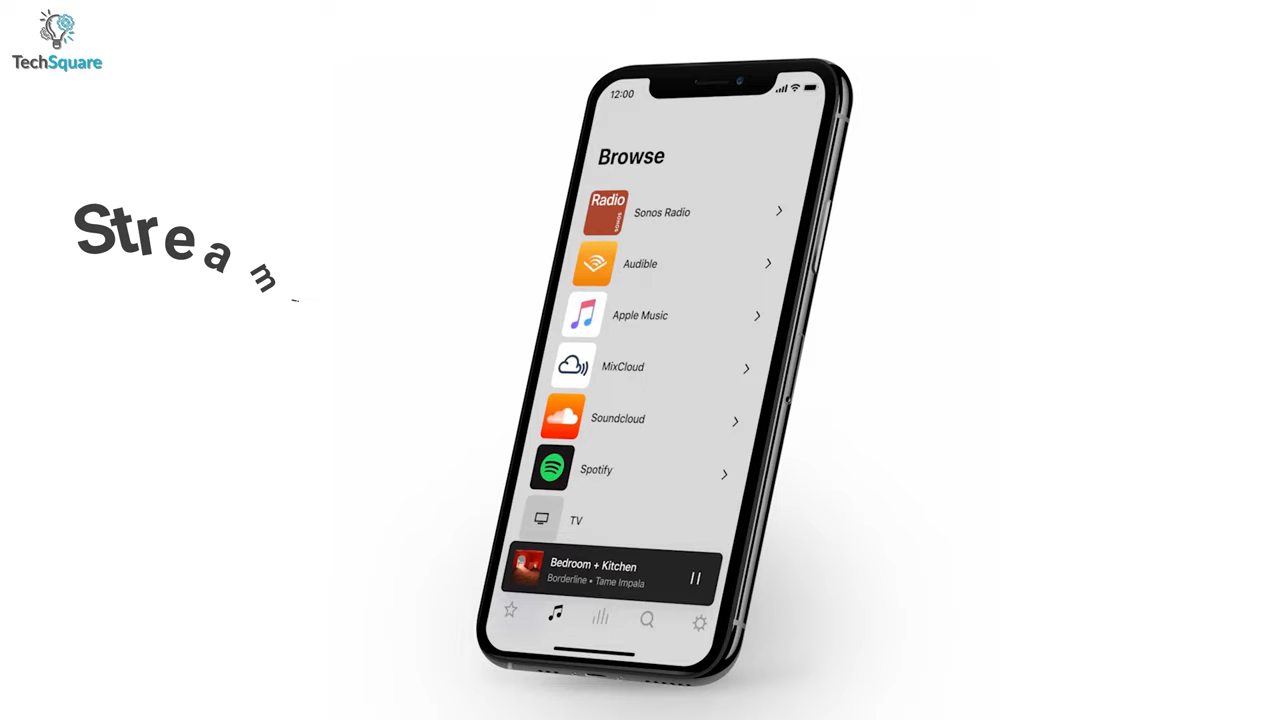 TechSquare
Stream
12:00
Browse
Radio
SONOS
Sonos Radio
Audible
Apple Music
MixCloud
Soundcloud
Spotify
TV
Bedroom + Kitchen
Borderline • Tame Impala